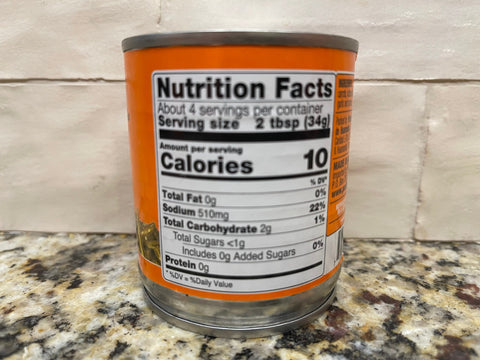 Nutrition Facts
About 4 servings per container
Serving size 2 tbsp (34g)
Amount per serving
Calories 10
% DV*
Total Fat 0g 0%
Sodium 510mg 22%
Total Carbohydrate 2g 1%
Total Sugars <1g
Includes 0g Added Sugars 0%
Protein 0g
* %DV = %Daily Value